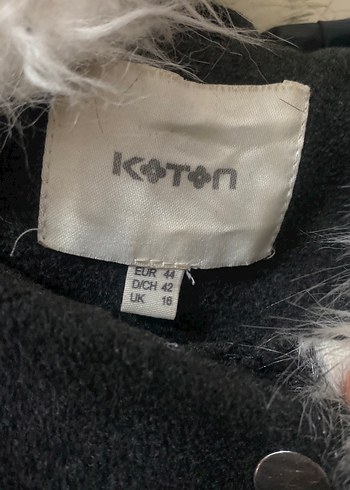 KOTON
EUR 44
D/CH 42
UK 16